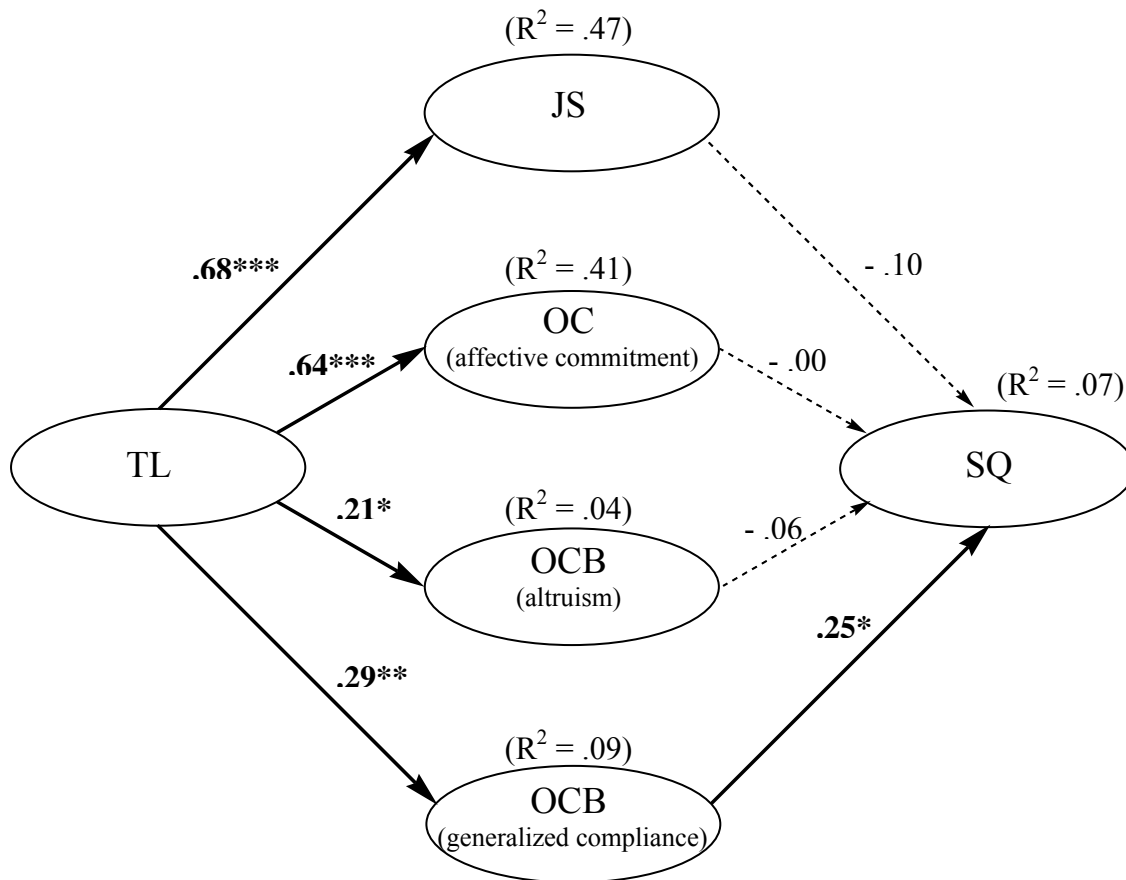 (R² = .47)
JS
.68***
- .10
(R² = .41)
OC
(affective commitment)
.64***
- .00
(R² = .07)
TL
SQ
.21*
(R² = .04)
OCB
(altruism)
- .06
.29**
.25*
(R² = .09)
OCB
(generalized compliance)